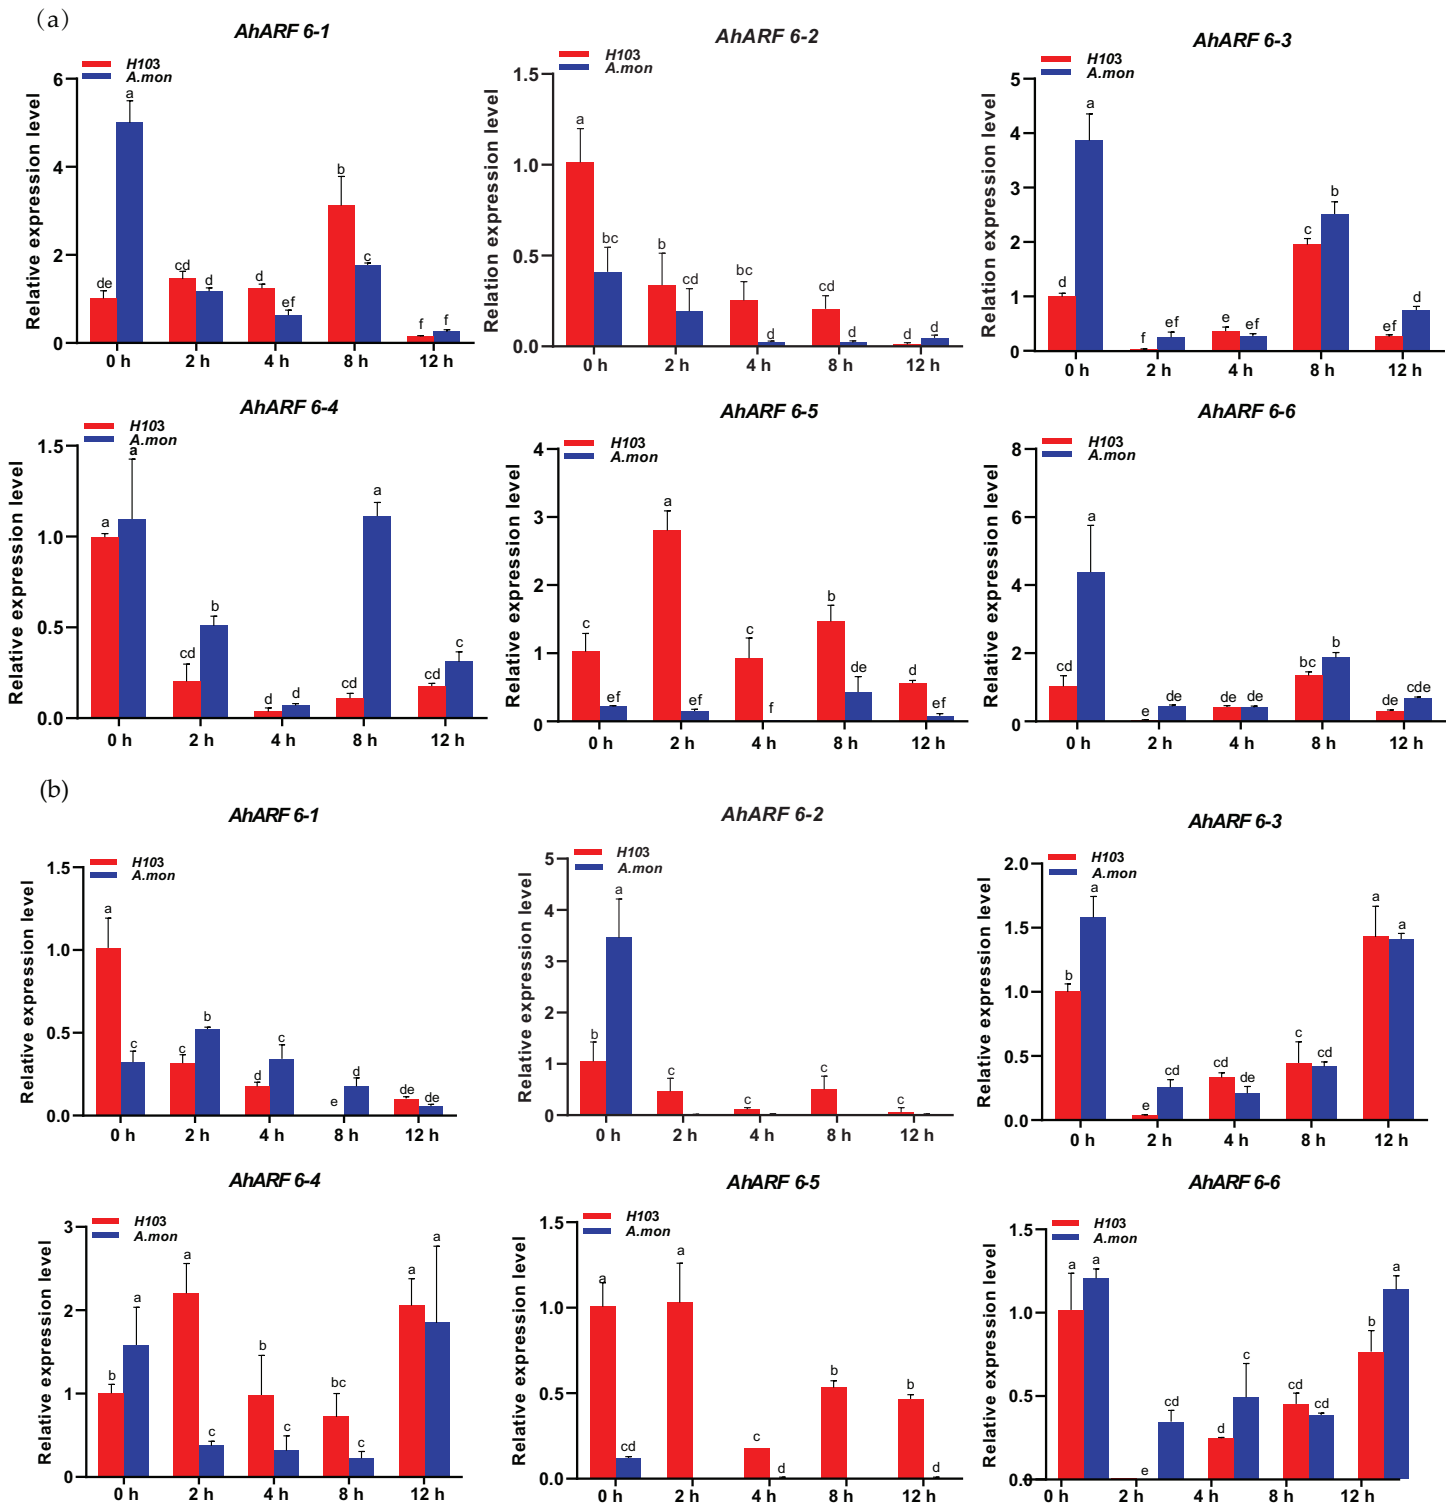 (a)
AhARF 6-1
H103
A.mon
Relative expression level
6
4
2
0
de a cd d d ef b c f f
0 h 2 h 4 h 8 h 12 h
AhARF 6-2
H103
A.mon
Relation expression level
1.5
1.0
0.5
0.0
a bc b cd bc d cd d d d
0 h 2 h 4 h 8 h 12 h
AhARF 6-3
H103
A.mon
Relation expression level
5
4
3
2
1
0
d a f ef e ef c b ef d
0 h 2 h 4 h 8 h 12 h
AhARF 6-4
H103
A.mon
Relative expression level
1.5
1.0
0.5
0.0
a a cd b d d cd a cd c
0 h 2 h 4 h 8 h 12 h
AhARF 6-5
H103
A.mon
Relative expression level
4
3
2
1
0
c ef a ef c f b de d ef
0 h 2 h 4 h 8 h 12 h
AhARF 6-6
H103
A.mon
Relative expression level
8
6
4
2
0
cd a e de de de bc b de cde
0 h 2 h 4 h 8 h 12 h
(b)
AhARF 6-1
H103
A.mon
Relative expression level
1.5
1.0
0.5
0.0
a c c b d c e d de de
0 h 2 h 4 h 8 h 12 h
AhARF 6-2
H103
A.mon
Relative expression level
5
4
3
2
1
0
b a c c c c
0 h 2 h 4 h 8 h 12 h
AhARF 6-3
H103
A.mon
Relative expression level
2.0
1.5
1.0
0.5
0.0
b a e cd cd de c cd a a
0 h 2 h 4 h 8 h 12 h
AhARF 6-4
H103
A.mon
Relative expression level
3
2
1
0
b a a c b c bc c a a
0 h 2 h 4 h 8 h 12 h
AhARF 6-5
H103
A.mon
Relative expression level
1.5
1.0
0.5
0.0
a cd a c d b b d
0 h 2 h 4 h 8 h 12 h
AhARF 6-6
H103
A.mon
Relative expression level
1.5
1.0
0.5
0.0
a a e cd d c cd cd b a
0 h 2 h 4 h 8 h 12 h